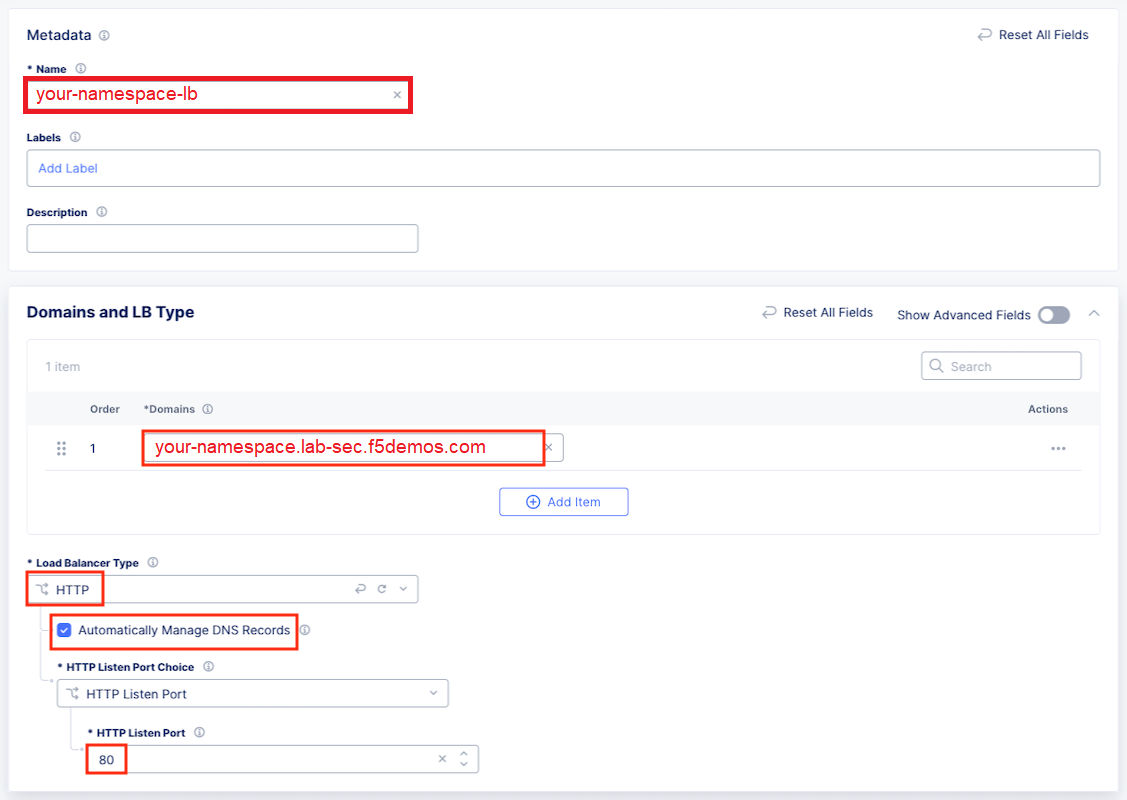 Metadata
Reset All Fields
* Name
your-namespace-lb
Labels
Add Label
Description
Domains and LB Type
Reset All Fields
Show Advanced Fields
1 item
Search
Order
*Domains
Actions
1
your-namespace.lab-sec.f5demos.com
Add Item
* Load Balancer Type
HTTP
Automatically Manage DNS Records
* HTTP Listen Port Choice
HTTP Listen Port
* HTTP Listen Port
80